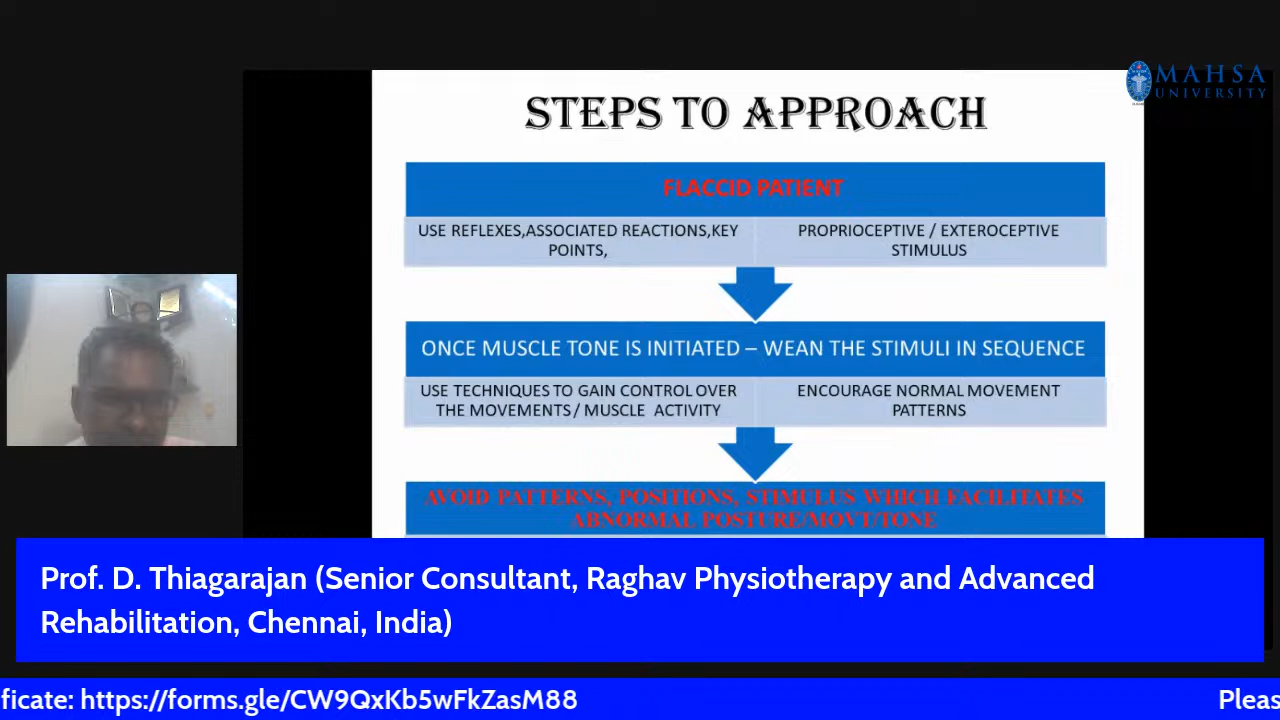 MAHSA
UNIVERSITY
STEPS TO APPROACH
FLACCID PATIENT
USE REFLEXES,ASSOCIATED REACTIONS,KEY
POINTS,
PROPRIOCEPTIVE / EXTEROCEPTIVE
STIMULUS
ONCE MUSCLE TONE IS INITIATED – WEAN THE STIMULI IN SEQUENCE
USE TECHNIQUES TO GAIN CONTROL OVER
THE MOVEMENTS / MUSCLE ACTIVITY
ENCOURAGE NORMAL MOVEMENT
PATTERNS
AVOID PATTERNS, POSITIONS, STIMULUS WHICH FACILITATES
ABNORMAL POSTURE/MOVT/TONE
Prof. D. Thiagarajan (Senior Consultant, Raghav Physiotherapy and Advanced
Rehabilitation, Chennai, India)
ficate: https://forms.gle/CW9QxKb5wFkZasM88
Pleas